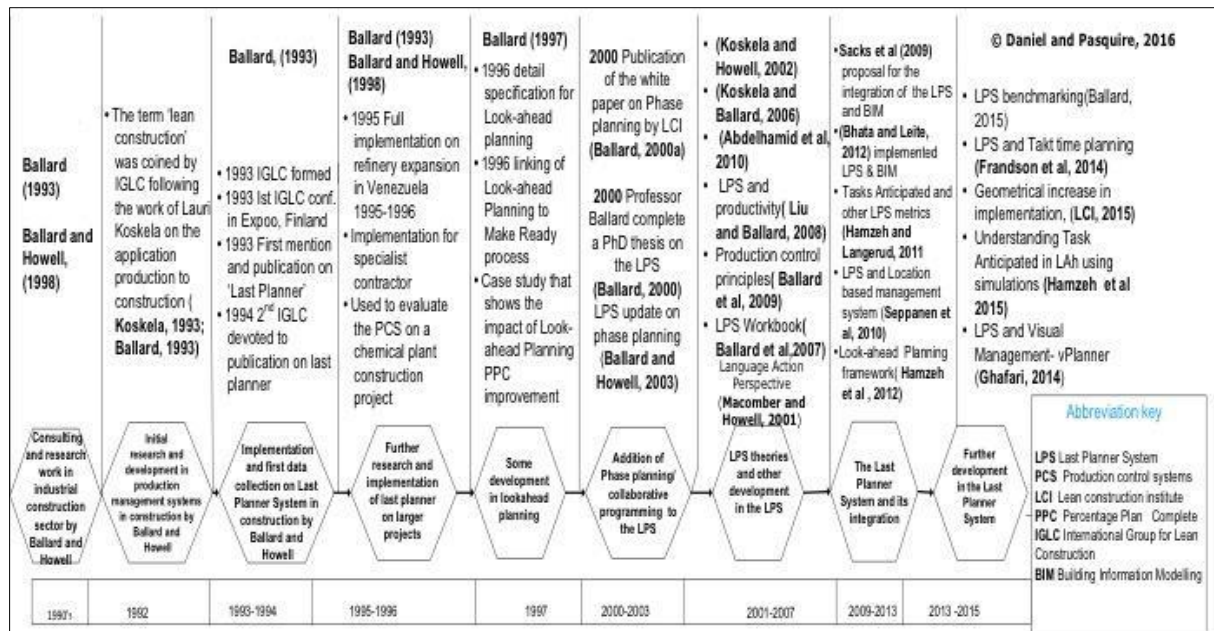 Ballard
(1993)
Ballard and
Howell,
(1998)
• The term ‘lean
construction’
was coined by
IGLC following
the work of Lauri
Koskela on the
application
production to
construction (
Koskela, 1993;
Ballard, 1993)
Ballard, (1993)
• 1993 IGLC formed
• 1993 Ist IGLC conf.
in Expoo, Finland
• 1993 First mention
and publication on
‘Last Planner’
• 1994 2nd IGLC
devoted to
publication on last
planner
Ballard (1993)
Ballard and Howell,
(1998)
• 1995 Full
implementation on
refinery expansion
in Venezuela
1995-1996
• Implementation for
specialist
contractor
• Used to evaluate
the PCS on a
chemical plant
construction
project
Ballard (1997)
• 1996 detail
specification for
Look-ahead
planning
• 1996 linking of
Look-ahead
Planning to
Make Ready
process
• Case study that
shows the
impact of Look-
ahead Planning
PPC
improvement
2000 Publication
of the white
paper on Phase
planning by LCI
(Ballard, 2000a)
2000 Professor
Ballard complete
a PhD thesis on
the LPS
(Ballard, 2000)
LPS update on
phase planning
(Ballard and
Howell, 2003)
• (Koskela and
Howell, 2002)
• (Koskela and
Ballard, 2006)
• (Abdelhamid et al,
2010)
• LPS and
productivity( Liu
and Ballard, 2008)
• Production control
principles( Ballard
et al, 2009)
• LPS Workbook(
Ballard et al,2007)
Language Action
Perspective
(Macomber and
Howell, 2001)
• Sacks et al (2009)
proposal for the
integration of the LPS
and BIM
• (Bhata and Leite,
2012) implemented
LPS & BIM
• Tasks Anticipated and
other LPS metrics
(Hamzeh and
Langerud, 2011
• LPS and Location
based management
system (Seppanen et
al, 2010)
• Look-ahead Planning
framework( Hamzeh
et al , 2012)
© Daniel and Pasquire, 2016
• LPS benchmarking(Ballard,
2015)
• LPS and Takt time planning
(Frandson et al, 2014)
• Geometrical increase in
implementation, (LCI, 2015)
• Understanding Task
Anticipated in LAh using
simulations (Hamzeh et al
2015)
• LPS and Visual
Management- vPlanner
(Ghafari, 2014)
Consulting
and research
work in
industrial
construction
sector by
Ballard and
Howell
Initial
research and
development in
production
management systems
in construction by
Ballard and
Howell
Implementation
and first data
collection on Last
Planner System in
construction by
Ballard and
Howell
Further
research and
implementation
of last planner
on larger
projects
Some
development
in lookahead
planning
Addition of
Phase planning/
collaborative
programming to
the LPS
LPS theories
and other
development
in the LPS
The Last
Planner
System and its
integration
Further
development
in the Last
Planner
System
Abbreviation key
LPS Last Planner System
PCS Production control systems
LCI Lean construction institute
PPC Percentage Plan Complete
IGLC International Group for Lean
Construction
BIM Building Information Modelling
1990's
1992
1993-1994
1995-1996
1997
2000-2003
2001-2007
2009-2013
2013 -2015